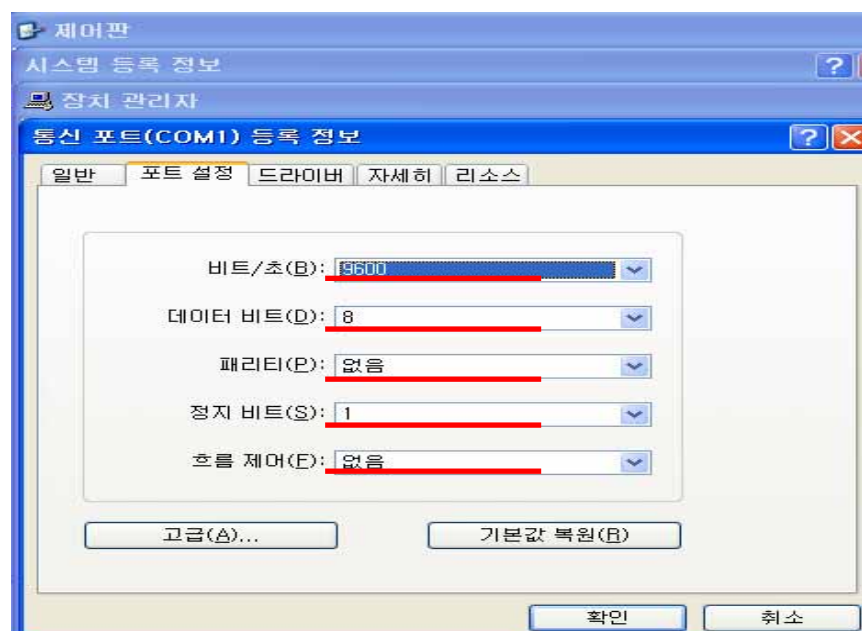 제어판
시스템 등록 정보
장치 관리자
통신 포트(COM1) 등록 정보
일반 포트 설정 드라이버 자세히 리소스
비트/초(B): 9600
데이터 비트(D): 8
패리티(P): 없음
정지 비트(S): 1
흐름 제어(F): 없음
고급(A)... 기본값 복원(R)
확인 취소